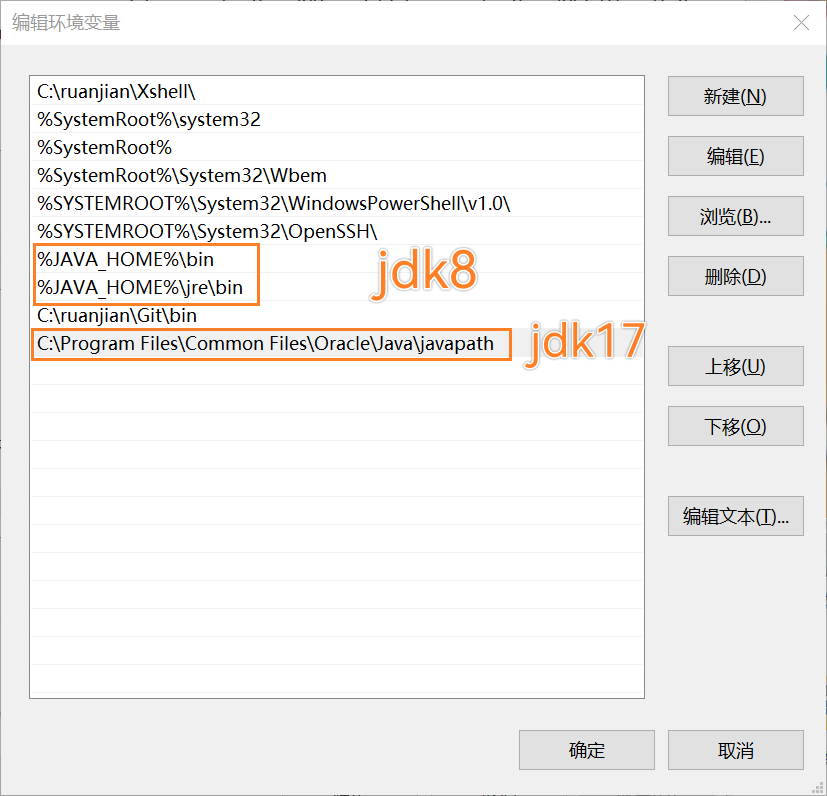 编辑环境变量
C:\ruanjian\Xshell\
%SystemRoot%\system32
%SystemRoot%
%SystemRoot%\System32\Wbem
%SYSTEMROOT%\System32\WindowsPowerShell\v1.0\
%SYSTEMROOT%\System32\OpenSSH\
%JAVA_HOME%\bin
%JAVA_HOME%\jre\bin
jdk8
C:\ruanjian\Git\bin
C:\Program Files\Common Files\Oracle\Java\javapath
jdk17
新建(N)
编辑(E)
浏览(B)...
删除(D)
上移(U)
下移(O)
编辑文本(T)...
确定
取消